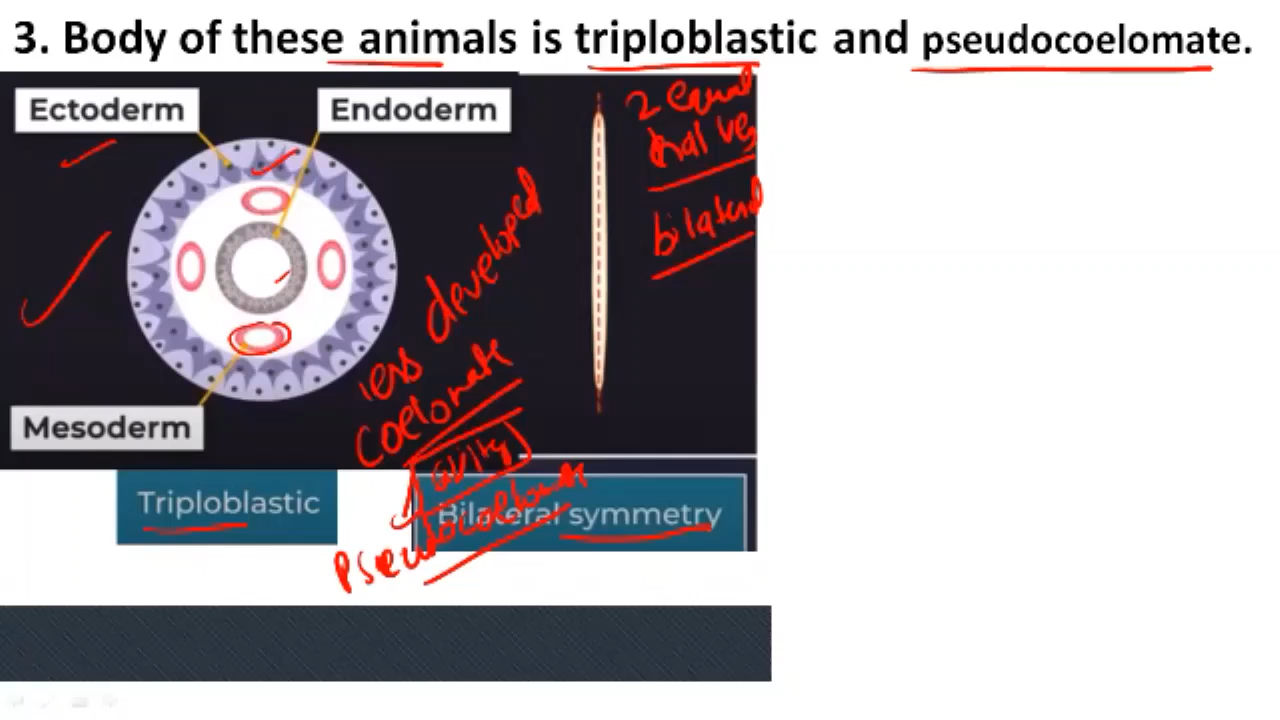 3. Body of these animals is triploblastic and pseudocoelomate.
Ectoderm
Endoderm
Mesoderm
Triploblastic
Bilateral symmetry
2 equal
halves
bilateral
less developed
coelomate
cavity
Pseudocoelomate